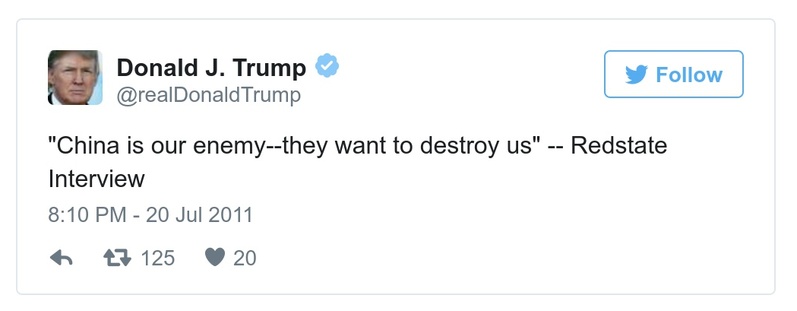 Donald J. Trump
Follow
@realDonaldTrump
"China is our enemy--they want to destroy us" -- Redstate
Interview
8:10 PM - 20 Jul 2011
125 20